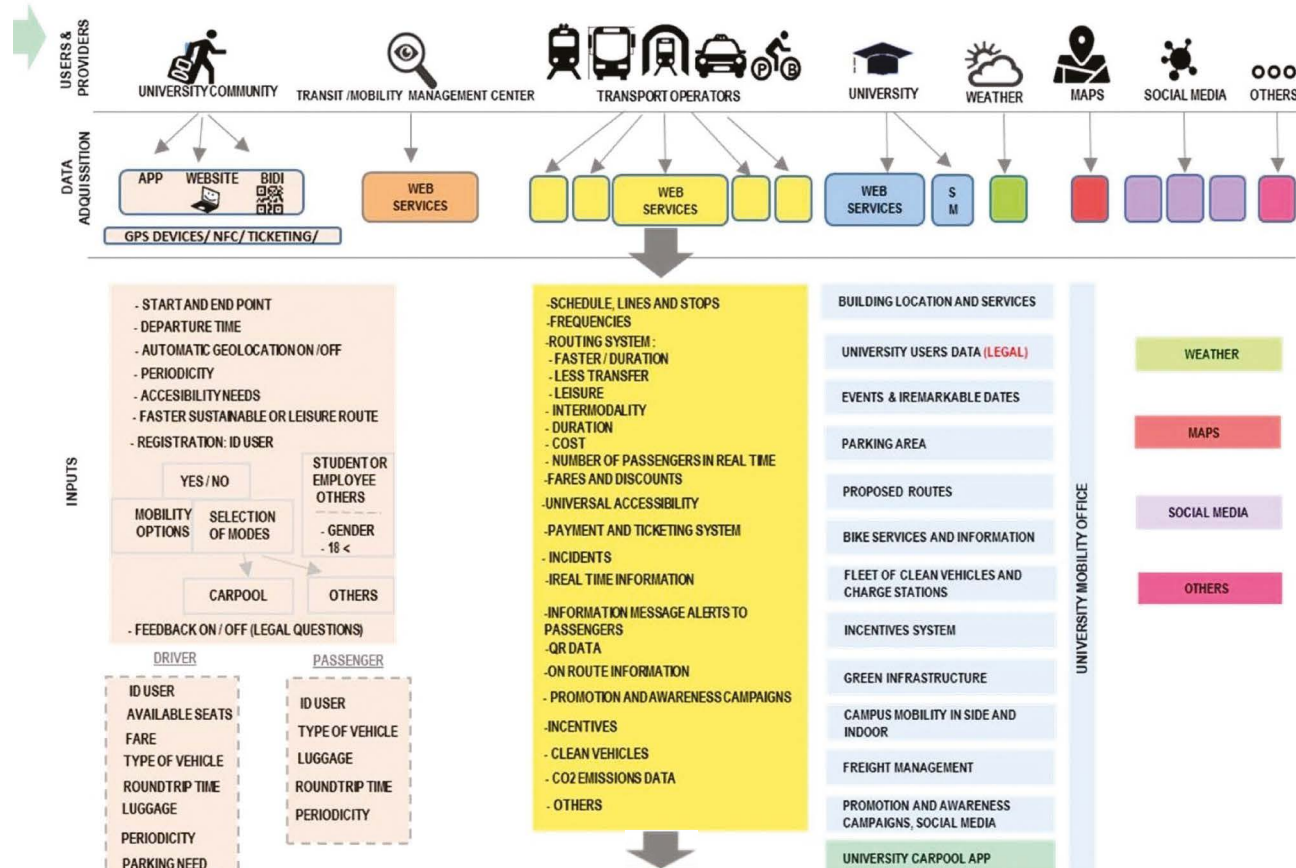 USERS &
PROVIDERS
UNIVERSITY COMMUNITY
TRANSIT /MOBILITY MANAGEMENT CENTER
TRANSPORT OPERATORS
P
B
UNIVERSITY
WEATHER
MAPS
SOCIAL MEDIA
OTHERS
DATA
ADQUISSITION
APP
WEBSITE
BIDI
GPS DEVICES/ NFC/ TICKETING/
WEB
SERVICES
WEB
SERVICES
WEB
SERVICES
S
M
INPUTS
- START AND END POINT
- DEPARTURE TIME
- AUTOMATIC GEOLOCATION ON /OFF
- PERIODICITY
- ACCESIBILITY NEEDS
- FASTER SUSTAINABLE OR LEISURE ROUTE
- REGISTRATION: ID USER
YES / NO
MOBILITY
OPTIONS
SELECTION
OF MODES
STUDENT OR
EMPLOYEE
OTHERS
- GENDER
- 18 <
CARPOOL
OTHERS
- FEEDBACK ON / OFF (LEGAL QUESTIONS)
DRIVER
ID USER
AVAILABLE SEATS
FARE
TYPE OF VEHICLE
ROUNDTRIP TIME
LUGGAGE
PERIODICITY
PARKING NEED
PASSENGER
ID USER
TYPE OF VEHICLE
LUGGAGE
ROUNDTRIP TIME
PERIODICITY
-SCHEDULE, LINES AND STOPS
-FREQUENCIES
-ROUTING SYSTEM :
- FASTER / DURATION
- LESS TRANSFER
- LEISURE
- INTERMODALITY
- DURATION
- COST
- NUMBER OF PASSENGERS IN REAL TIME
-FARES AND DISCOUNTS
-UNIVERSAL ACCESSIBILITY
-PAYMENT AND TICKETING SYSTEM
- INCIDENTS
-IREAL TIME INFORMATION
-INFORMATION MESSAGE ALERTS TO
PASSENGERS
-QR DATA
-ON ROUTE INFORMATION
- PROMOTION AND AWARENESS CAMPAIGNS
-INCENTIVES
- CLEAN VEHICLES
- CO2 EMISSIONS DATA
- OTHERS
BUILDING LOCATION AND SERVICES
UNIVERSITY USERS DATA (LEGAL)
EVENTS & IREMARKABLE DATES
PARKING AREA
PROPOSED ROUTES
BIKE SERVICES AND INFORMATION
FLEET OF CLEAN VEHICLES AND
CHARGE STATIONS
INCENTIVES SYSTEM
GREEN INFRASTRUCTURE
CAMPUS MOBILITY IN SIDE AND
INDOOR
FREIGHT MANAGEMENT
PROMOTION AND AWARENESS
CAMPAIGNS, SOCIAL MEDIA
UNIVERSITY CARPOOL APP
UNIVERSITY MOBILITY OFFICE
WEATHER
MAPS
SOCIAL MEDIA
OTHERS